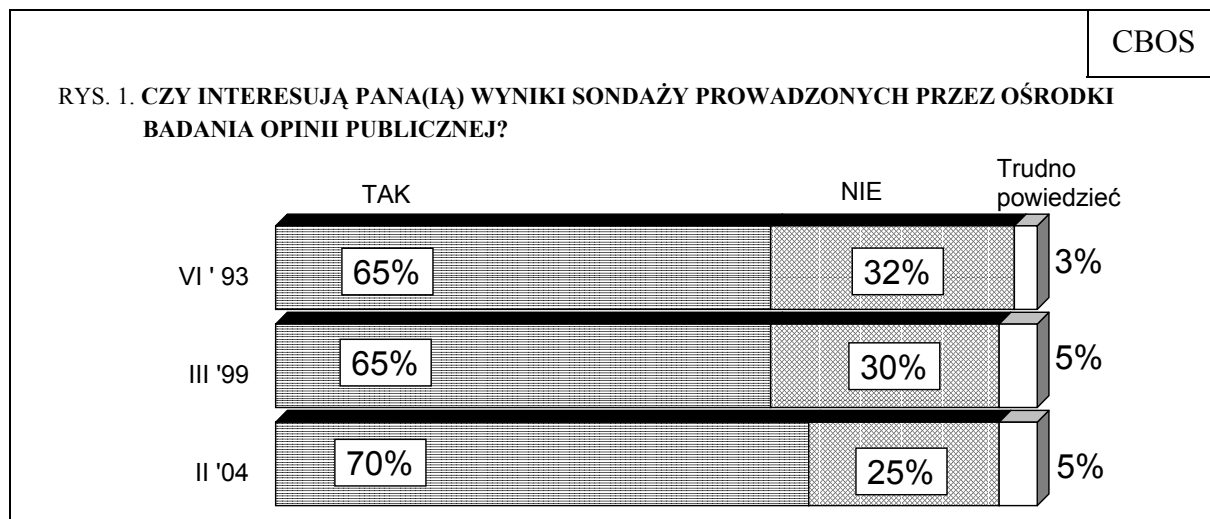 CBOS
RYS. 1. CZY INTERESUJĄ PANA(IĄ) WYNIKI SONDAŻY PROWADZONYCH PRZEZ OŚRODKI
BADANIA OPINII PUBLICZNEJ?
TAK NIE Trudno
powiedzieć
VI ' 93 65% 32% 3%
III '99 65% 30% 5%
II '04 70% 25% 5%